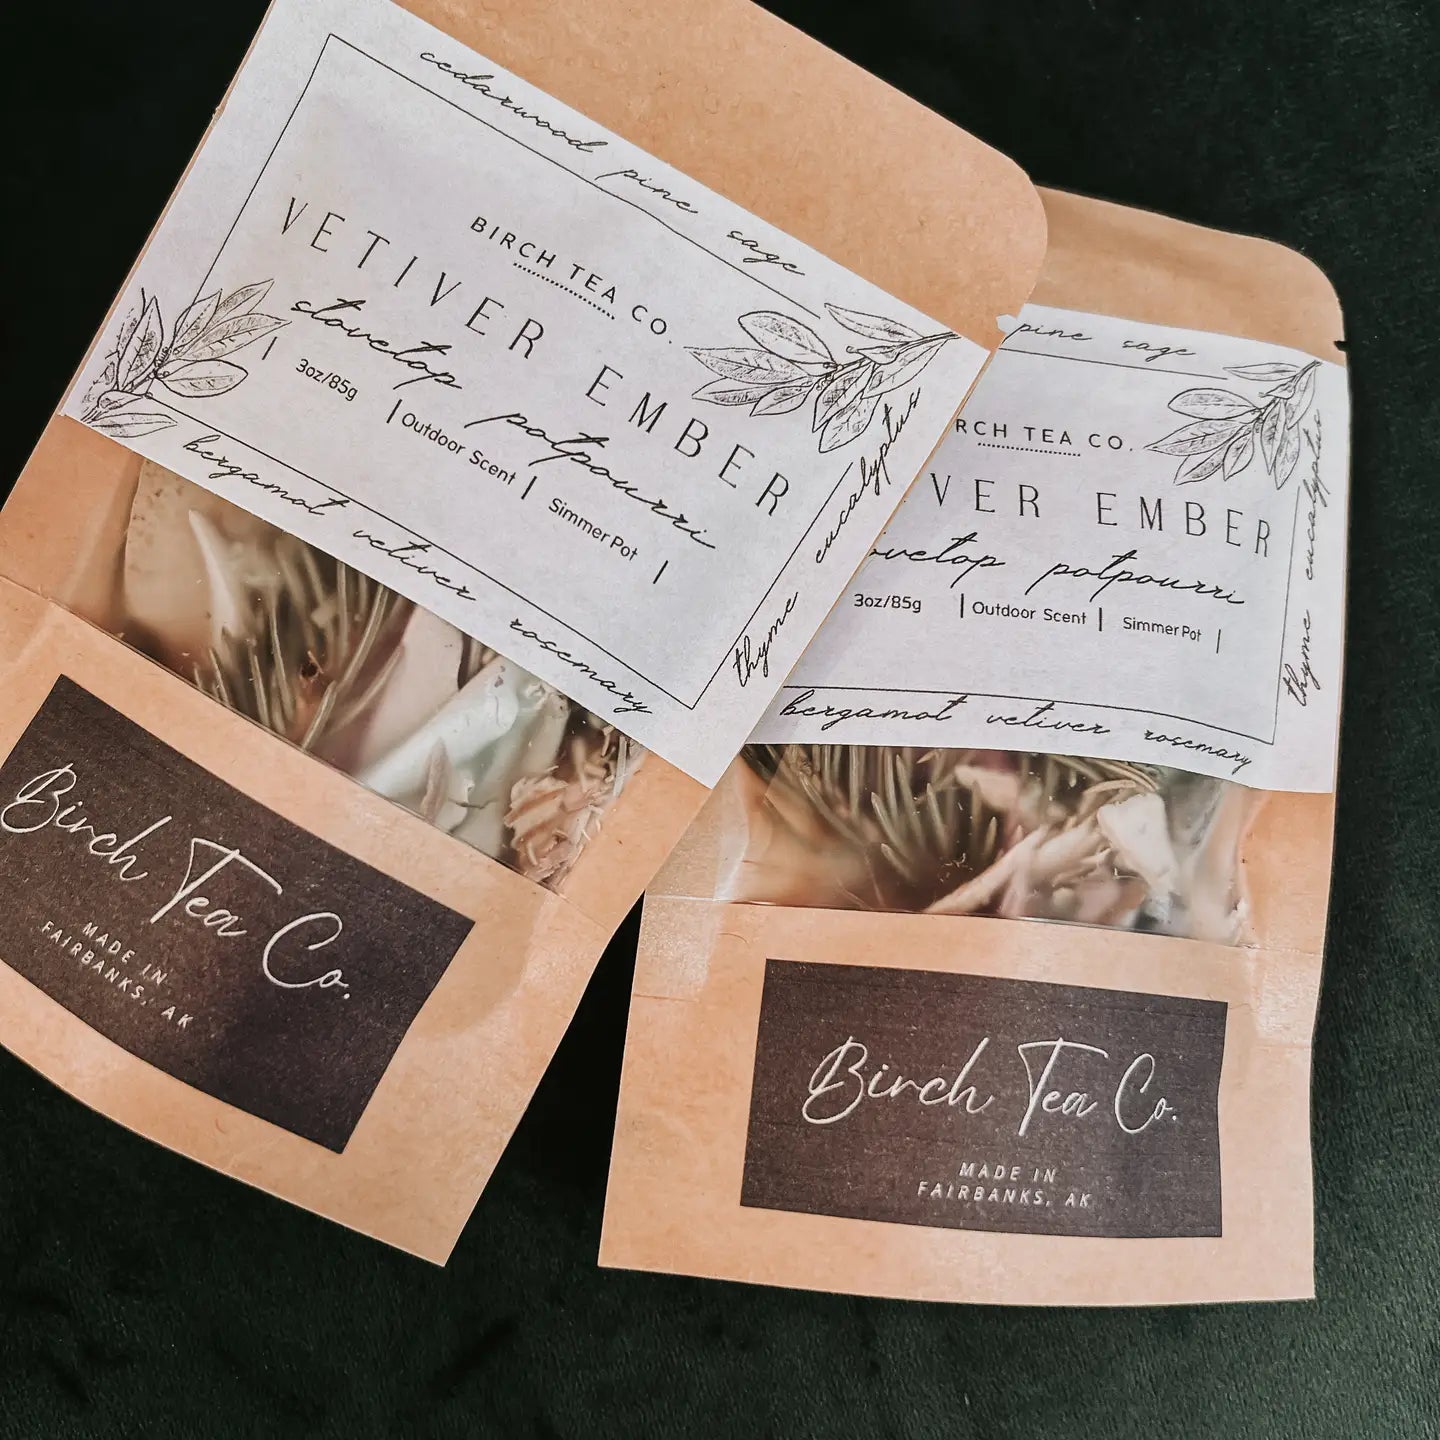 cedarwood pine sage
BIRCH TEA CO.
VETIVER EMBER
stovetop potpourri
3oz/85g | Outdoor Scent | Simmer Pot |
thyme eucalyptus
bergamot vetiver rosemary
Birch Tea Co.
MADE IN
FAIRBANKS, AK
pine sage
RCH TEA CO.
VER EMBER
ovetop potpourri
3oz/85g | Outdoor Scent | Simmer Pot |
thyme eucalyptus
bergamot vetiver rosemary
Birch Tea Co.
MADE IN
FAIRBANKS, AK